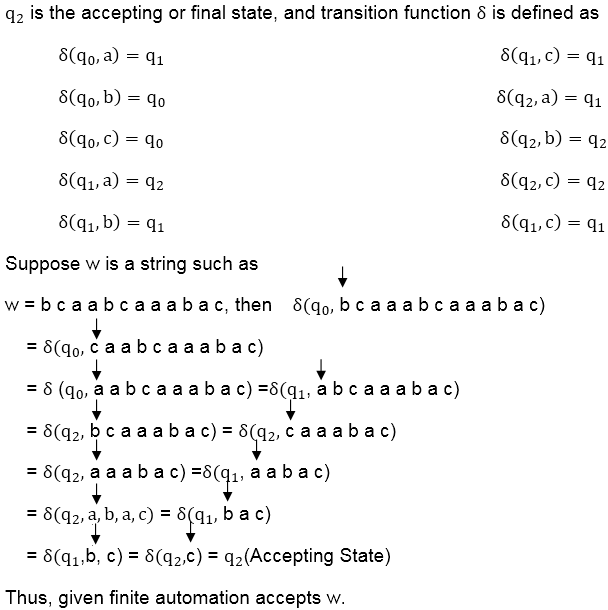 q₂ is the accepting or final state, and transition function δ is defined as
δ(q₀, a) = q₁ δ(q₁, c) = q₁
δ(q₀, b) = q₀ δ(q₂, a) = q₁
δ(q₀, c) = q₀ δ(q₂, b) = q₂
δ(q₁, a) = q₂ δ(q₂, c) = q₂
δ(q₁, b) = q₁ δ(q₁, c) = q₁
Suppose w is a string such as
w = b c a a b c a a a b a c, then δ(q₀, b c a a a b c a a a b a c)
= δ(q₀, c a a b c a a a b a c)
= δ (q₀, a a b c a a a b a c) =δ(q₁, a b c a a a b a c)
= δ(q₂, b c a a a b a c) = δ(q₂, c a a a b a c)
= δ(q₂, a a a b a c) =δ(q₁, a a b a c)
= δ(q₂, a, b, a, c) = δ(q₁, b a c)
= δ(q₁,b, c) = δ(q₂,c) = q₂(Accepting State)
Thus, given finite automation accepts w.